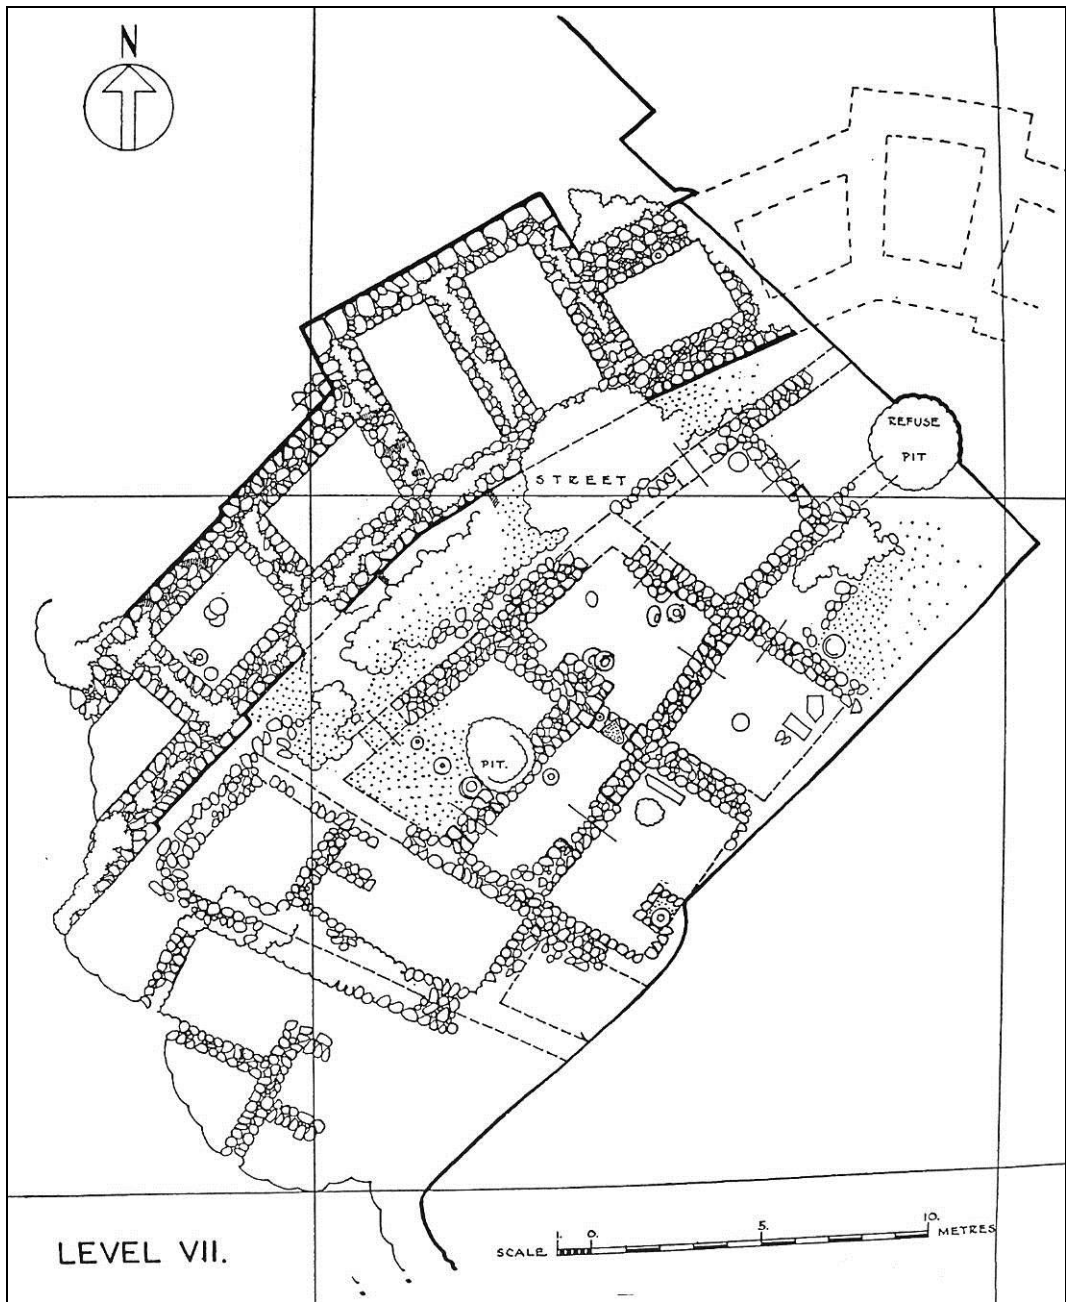 N
REFUSE
PIT
STREET
PIT.
1. 0. 5. 10.
SCALE METRES
LEVEL VII.